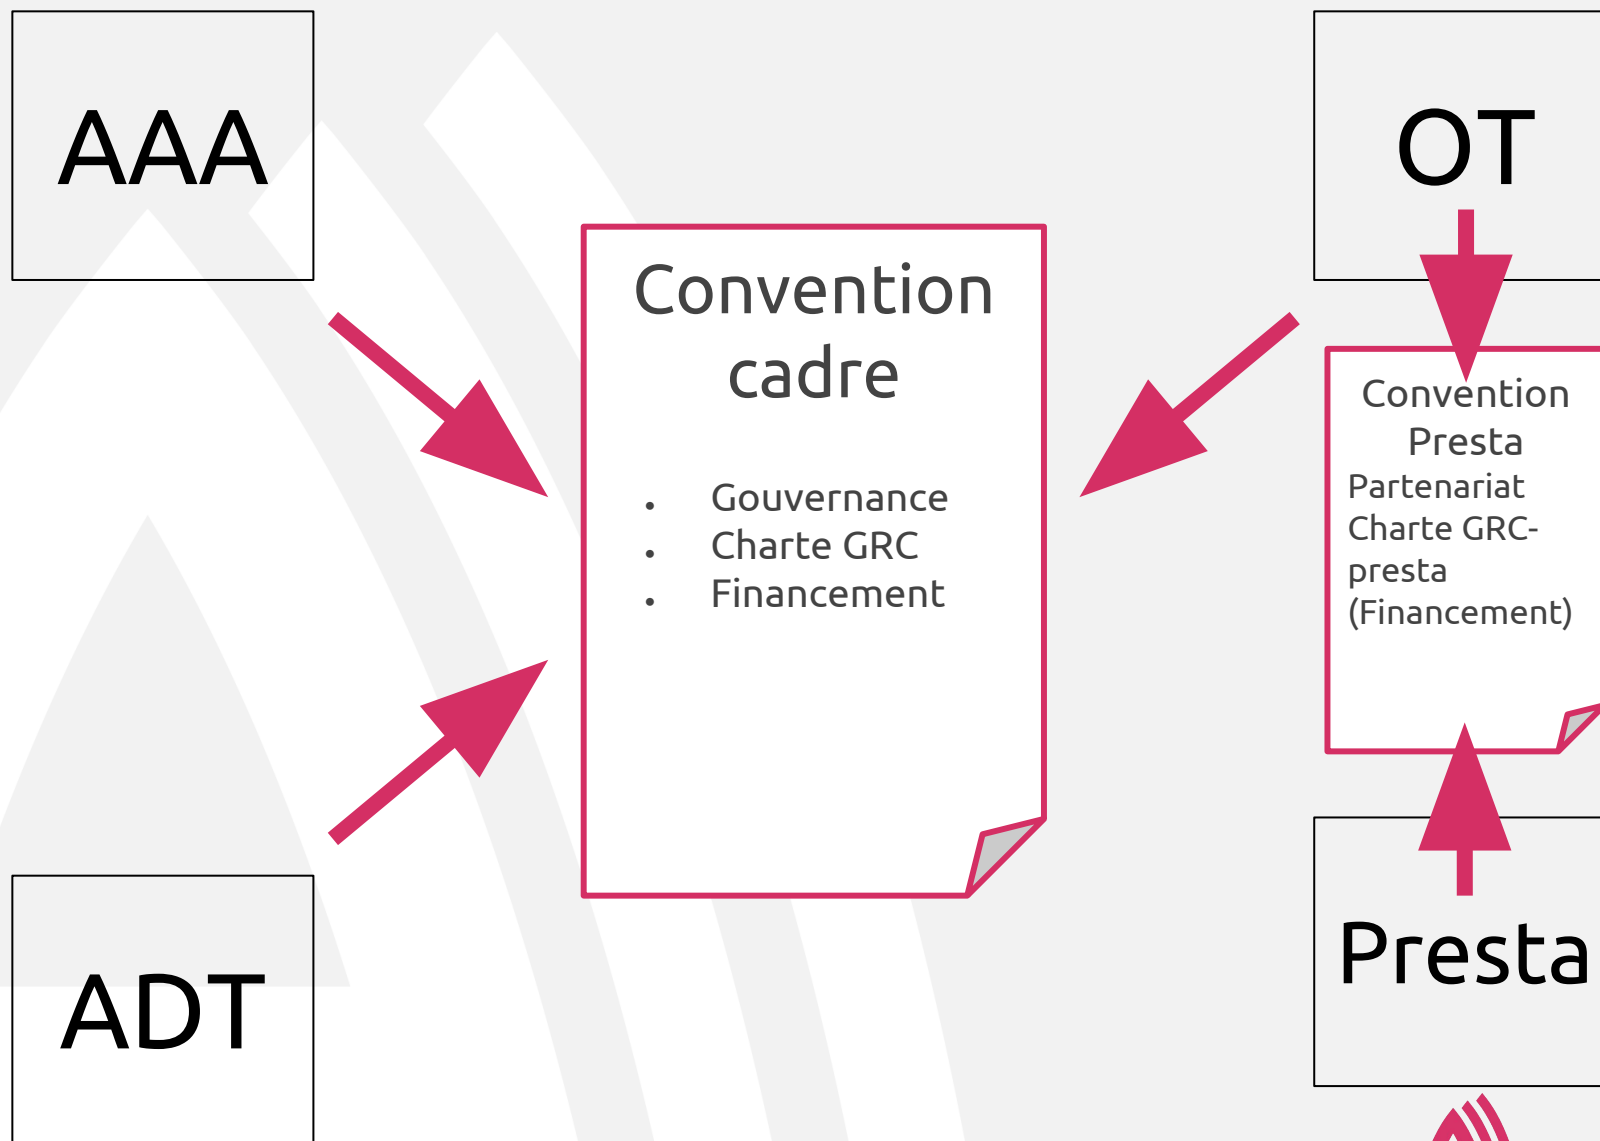 AAA
OT
Convention
cadre
• Gouvernance
• Charte GRC
• Financement
Convention
Presta
Partenariat
Charte GRC-
presta
(Financement)
ADT
Presta